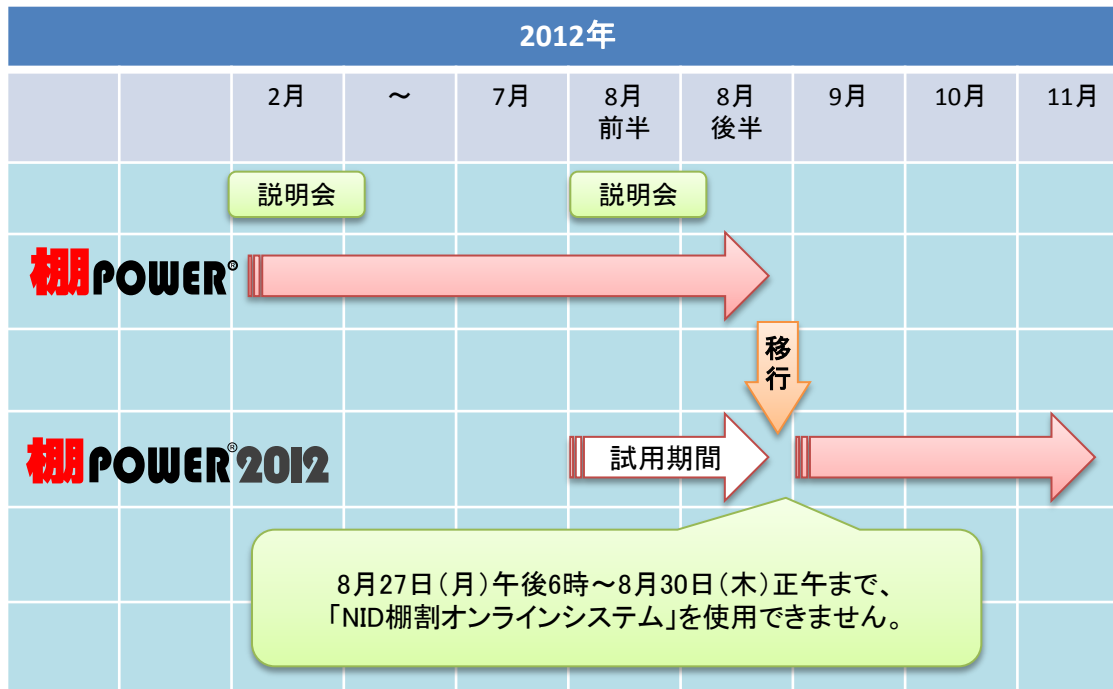 2012年
2月 ～ 7月 8月 8月 9月 10月 11月
前半 後半
説明会 説明会
棚POWER®
移
行
棚POWER®2012 試用期間
8月27日（月）午後6時～8月30日（木）正午まで、
「NID棚割オンラインシステム」を使用できません。